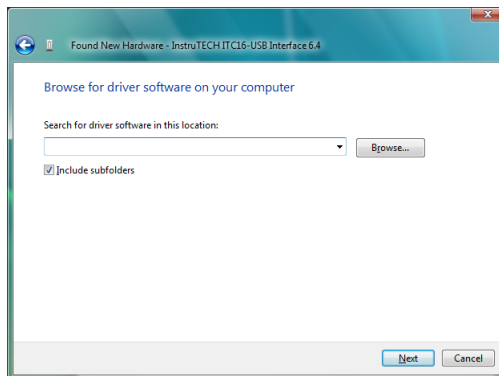 Found New Hardware - InstruTECH ITC16-USB Interface 6.4
Browse for driver software on your computer
Search for driver software in this location:
Browse...
Include subfolders
Next
Cancel